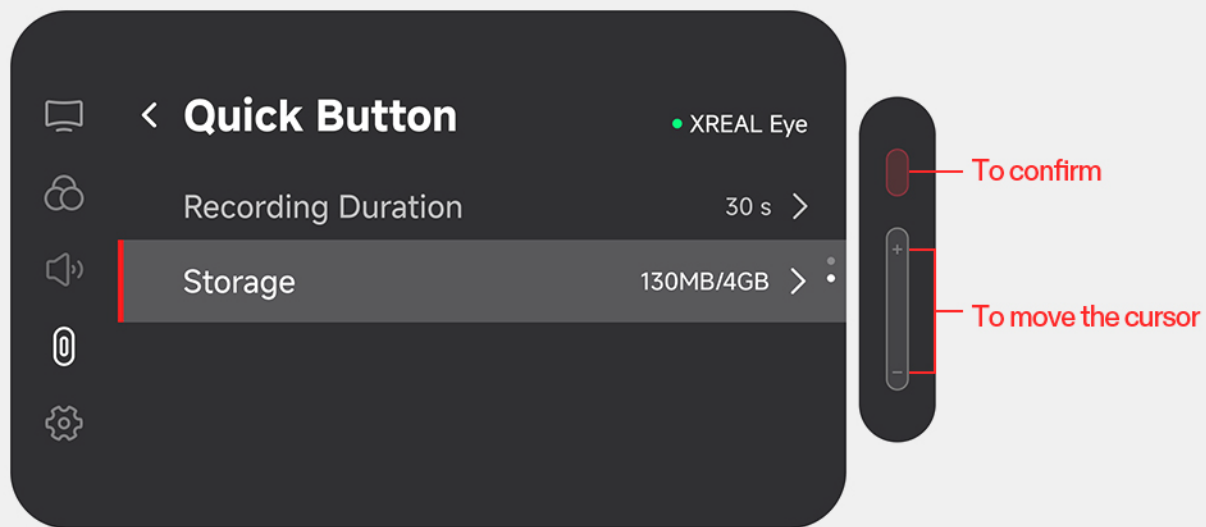 < Quick Button
XREAL Eye
Recording Duration
30 s >
Storage
130MB/4GB >
+
−
To confirm
To move the cursor